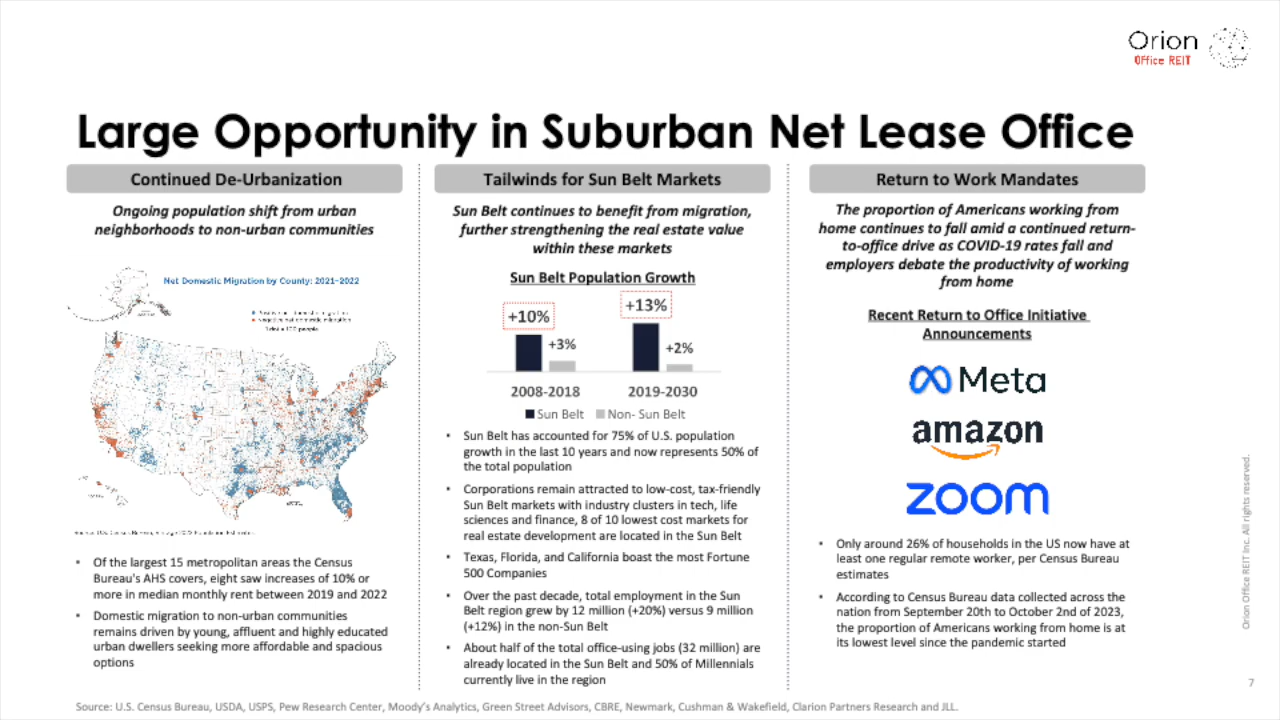 Orion
Office REIT
Large Opportunity in Suburban Net Lease Office
Continued De-Urbanization
Ongoing population shift from urban
neighborhoods to non-urban communities
Net Domestic Migration by County: 2021–2022
1 dot = 100 people
• Of the largest 15 metropolitan areas the Census
Bureau's AHS covers, eight saw increases of 10% or
more in median monthly rent between 2019 and 2022
• Domestic migration to non-urban communities
remains driven by young, affluent and highly educated
urban dwellers seeking more affordable and spacious
options
Tailwinds for Sun Belt Markets
Sun Belt continues to benefit from migration,
further strengthening the real estate value
within these markets
Sun Belt Population Growth
+10%
+3%
+13%
+2%
2008-2018
2019-2030
Sun Belt
Non- Sun Belt
• Sun Belt has accounted for 75% of U.S. population
growth in the last 10 years and now represents 50% of
the total population
• Corporations remain attracted to low-cost, tax-friendly
Sun Belt markets with industry clusters in tech, life
sciences and finance, 8 of 10 lowest cost markets for
real estate development are located in the Sun Belt
• Texas, Florida, and California boast the most Fortune
500 Companies
• Over the past decade, total employment in the Sun
Belt region grew by 12 million (+20%) versus 9 million
(+12%) in the non-Sun Belt
• About half of the total office-using jobs (32 million) are
already located in the Sun Belt and 50% of Millennials
currently live in the region
Return to Work Mandates
The proportion of Americans working from
home continues to fall amid a continued return-
to-office drive as COVID-19 rates fall and
employers debate the productivity of working
from home
Recent Return to Office Initiative
Announcements
Meta
amazon
zoom
• Only around 26% of households in the US now have at
least one regular remote worker, per Census Bureau
estimates
• According to Census Bureau data collected across the
nation from September 20th to October 2nd of 2023,
the proportion of Americans working from home is at
its lowest level since the pandemic started
Orion Office REIT Inc. All rights reserved.
7
Source: U.S. Census Bureau, USDA, USPS, Pew Research Center, Moody's Analytics, Green Street Advisors, CBRE, Newmark, Cushman & Wakefield, Clarion Partners Research and JLL.